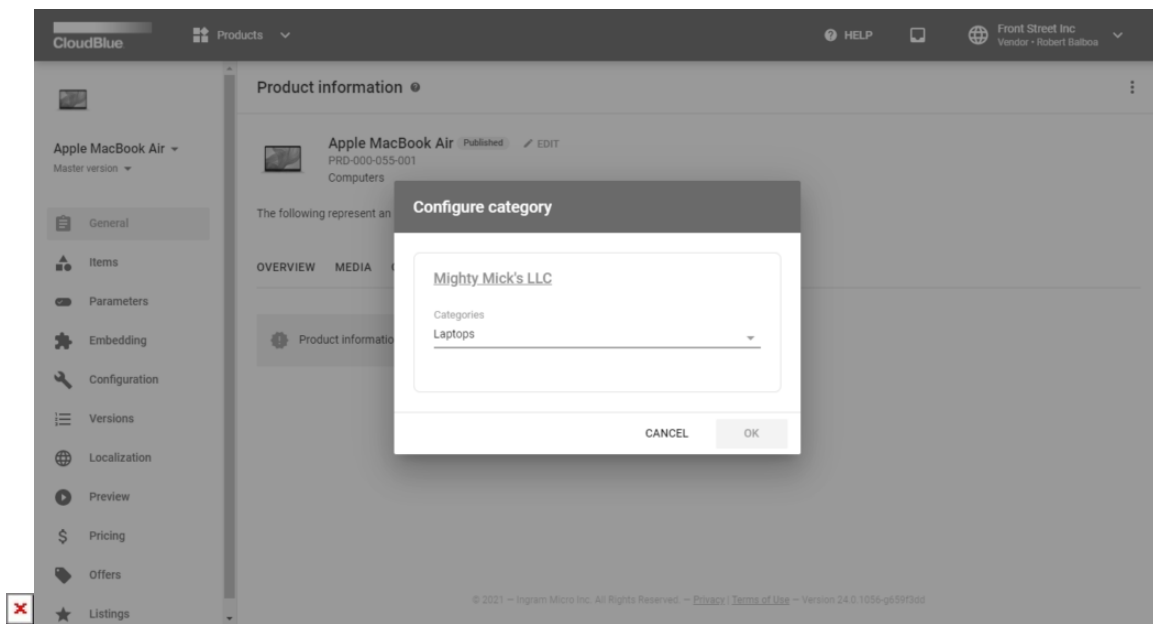 CloudBlue
Products
HELP
Front Street Inc
Vendor • Robert Balboa
Apple MacBook Air
Master version
General
Items
Parameters
Embedding
Configuration
Versions
Localization
Preview
Pricing
Offers
Listings
Product information
Apple MacBook Air Published EDIT
PRD-000-055-001
Computers
The following represent an
OVERVIEW MEDIA
Product informatio
Configure category
Mighty Mick's LLC
Categories
Laptops
CANCEL OK
© 2021 – Ingram Micro Inc. All Rights Reserved. – Privacy | Terms of Use – Version 24.0.1056-g659f3dd